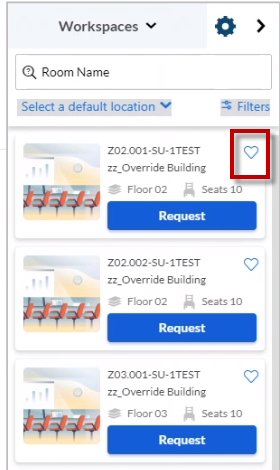 Workspaces
Room Name
Select a default location Filters
Z02.001-SU-1TEST
zz_Override Building
Floor 02 Seats 10
Request
Z02.002-SU-1TEST
zz_Override Building
Floor 02 Seats 10
Request
Z03.001-SU-1TEST
zz_Override Building
Floor 03 Seats 10
Request